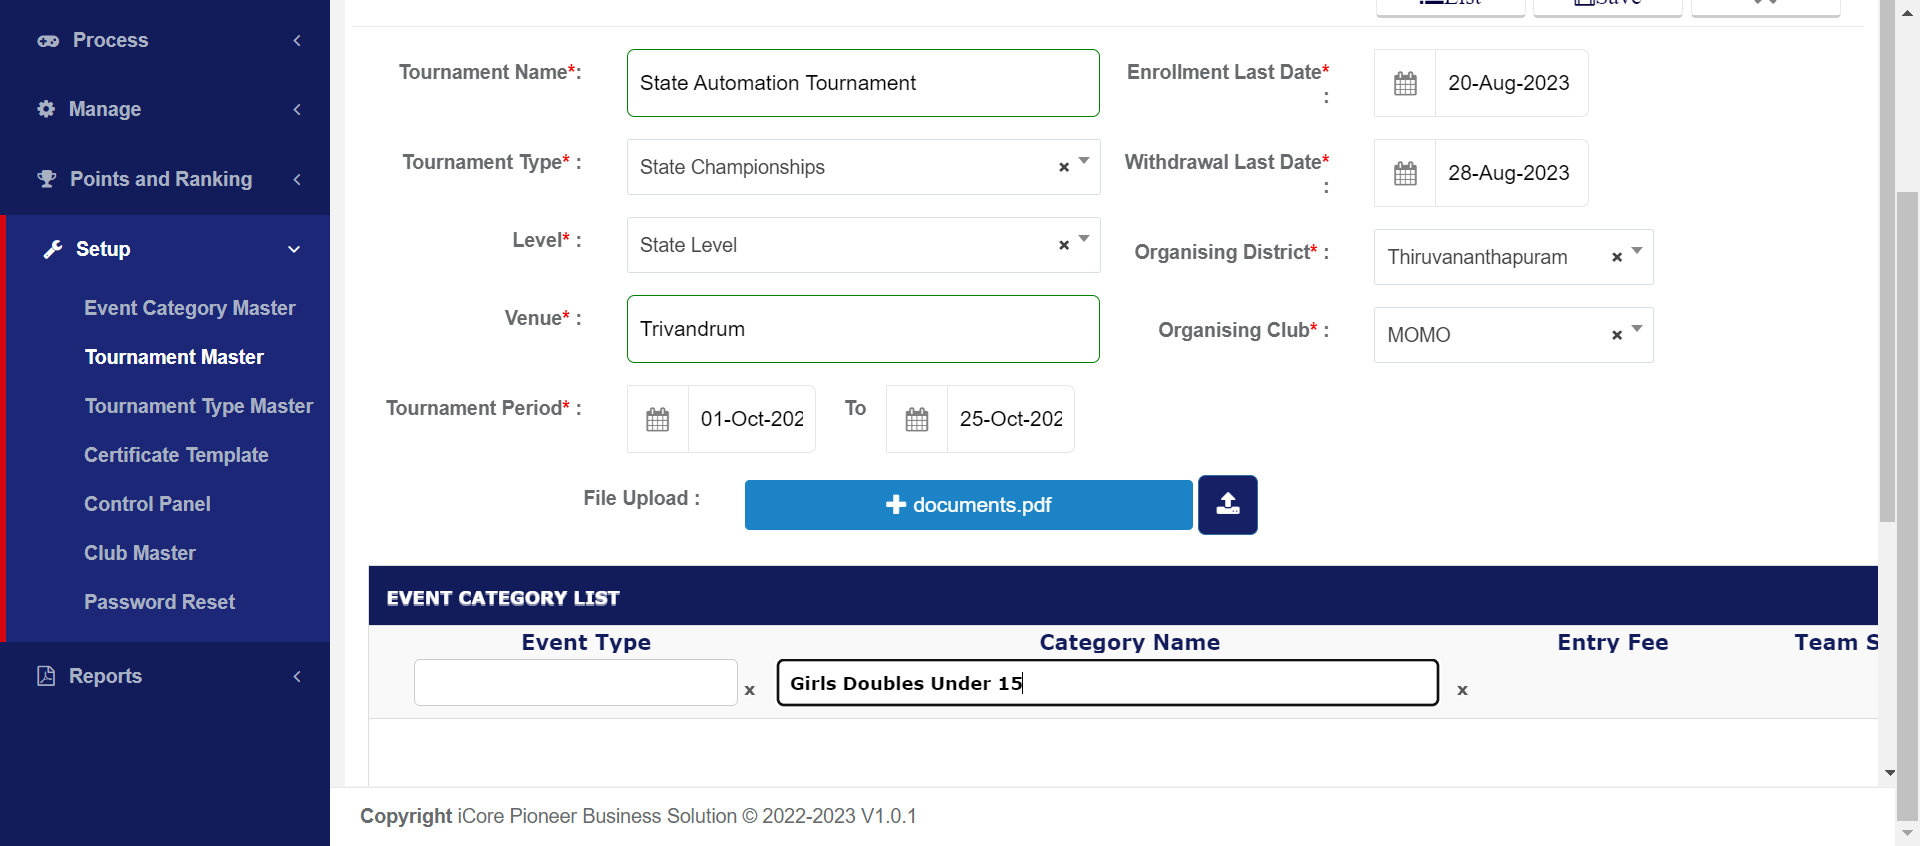 Process
Manage
Points and Ranking
Setup
Event Category Master
Tournament Master
Tournament Type Master
Certificate Template
Control Panel
Club Master
Password Reset
Reports
List
Save
Tournament Name*:
State Automation Tournament
Enrollment Last Date*
:
20-Aug-2023
Tournament Type* :
State Championships
Withdrawal Last Date*
:
28-Aug-2023
Level* :
State Level
Organising District* :
Thiruvananthapuram
Venue* :
Trivandrum
Organising Club* :
MOMO
Tournament Period* :
01-Oct-202
To
25-Oct-202
File Upload :
documents.pdf
EVENT CATEGORY LIST
Event Type
Category Name
Entry Fee
Team S
x
Girls Doubles Under 15
x
Copyright iCore Pioneer Business Solution © 2022-2023 V1.0.1